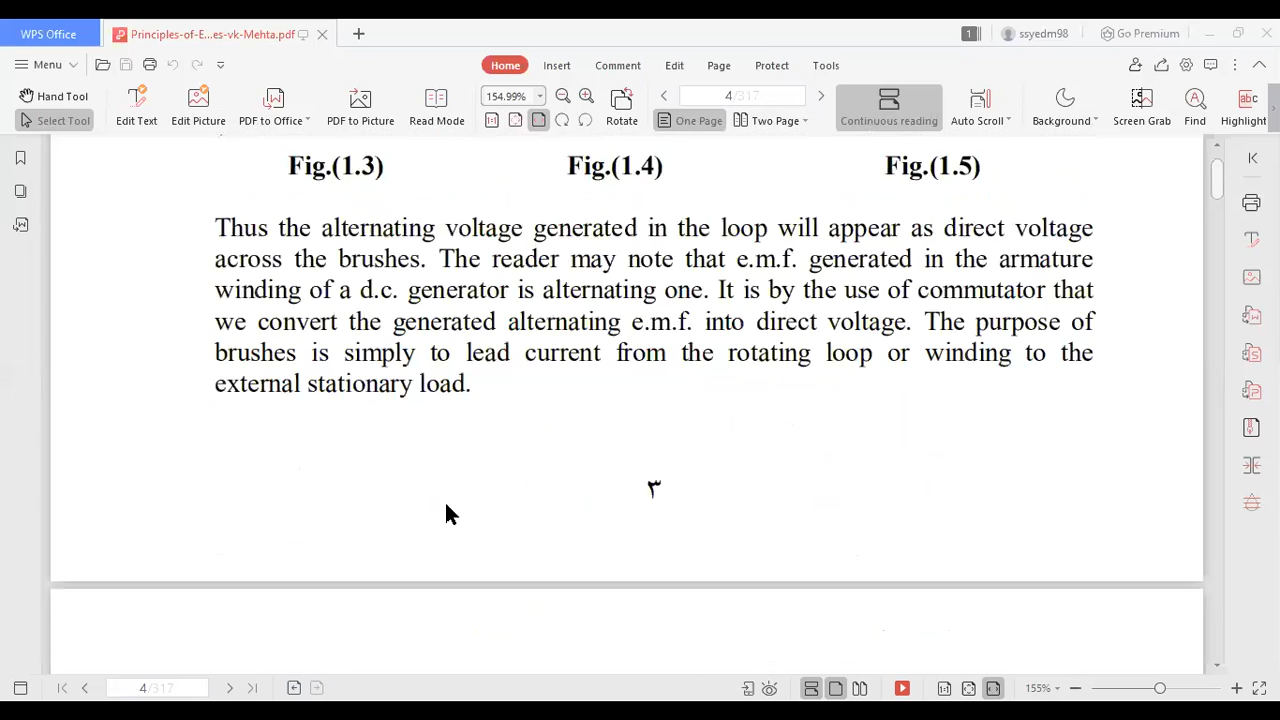 WPS Office
Principles-of-E...es-vk-Mehta.pdf
1
ssyedm98
Go Premium
Menu
Home
Insert
Comment
Edit
Page
Protect
Tools
Hand Tool
Select Tool
Edit Text
Edit Picture
PDF to Office
PDF to Picture
Read Mode
154.99%
Rotate
4/317
One Page
Two Page
Continuous reading
Auto Scroll
Background
Screen Grab
Find
Highlight
Fig.(1.3) Fig.(1.4) Fig.(1.5)
Thus the alternating voltage generated in the loop will appear as direct voltage
across the brushes. The reader may note that e.m.f. generated in the armature
winding of a d.c. generator is alternating one. It is by the use of commutator that
we convert the generated alternating e.m.f. into direct voltage. The purpose of
brushes is simply to lead current from the rotating loop or winding to the
external stationary load.
٣
4/317
155%